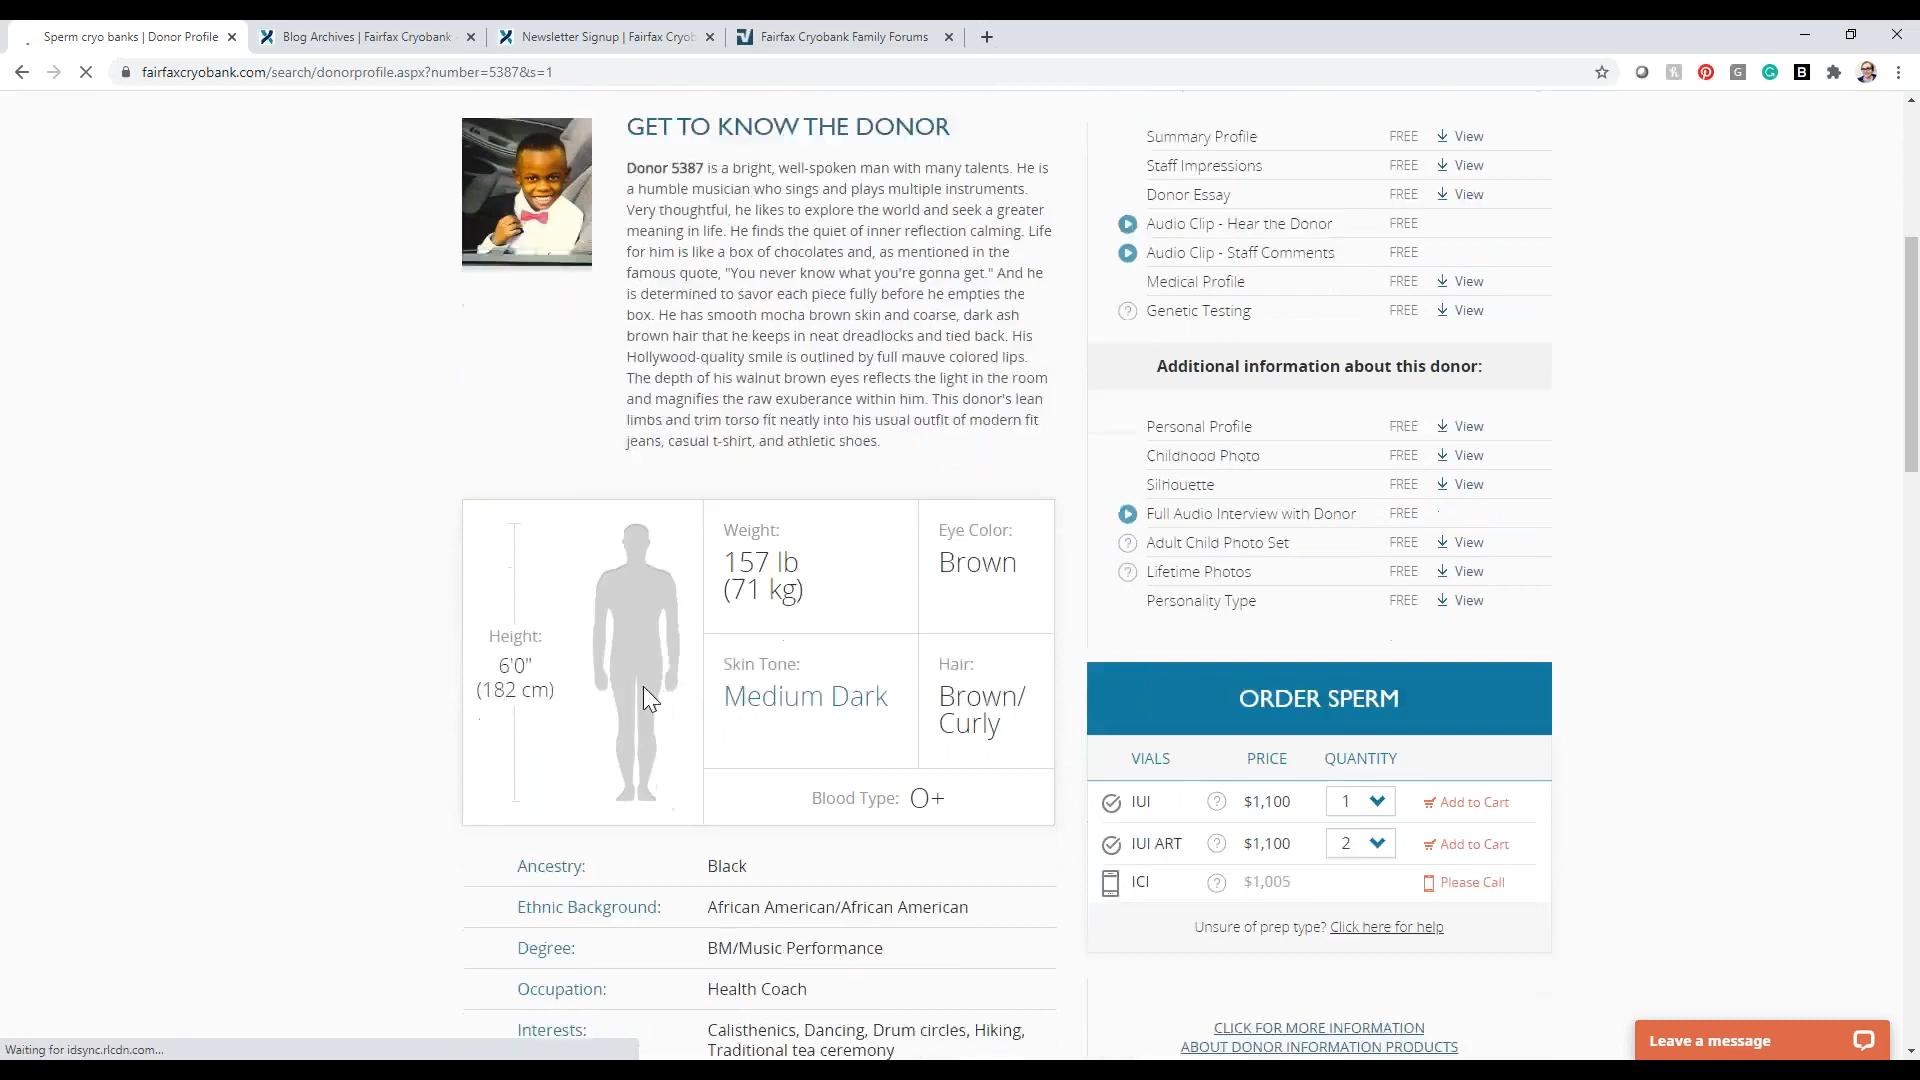 Sperm cryo banks | Donor Profile
Blog Archives | Fairfax Cryobank
Newsletter Signup | Fairfax Cryob
Fairfax Cryobank Family Forums
fairfaxcryobank.com/search/donorprofile.aspx?number=5387&s=1
GET TO KNOW THE DONOR
Donor 5387 is a bright, well-spoken man with many talents. He is
a humble musician who sings and plays multiple instruments.
Very thoughtful, he likes to explore the world and seek a greater
meaning in life. He finds the quiet of inner reflection calming. Life
for him is like a box of chocolates and, as mentioned in the
famous quote, "You never know what you're gonna get." And he
is determined to savor each piece fully before he empties the
box. He has smooth mocha brown skin and coarse, dark ash
brown hair that he keeps in neat dreadlocks and tied back. His
Hollywood-quality smile is outlined by full mauve colored lips.
The depth of his walnut brown eyes reflects the light in the room
and magnifies the raw exuberance within him. This donor's lean
limbs and trim torso fit neatly into his usual outfit of modern fit
jeans, casual t-shirt, and athletic shoes.
Height:
6'0"
(182 cm)
Weight:
157 lb
(71 kg)
Eye Color:
Brown
Skin Tone:
Medium Dark
Hair:
Brown/
Curly
Blood Type: O+
Ancestry: Black
Ethnic Background: African American/African American
Degree: BM/Music Performance
Occupation: Health Coach
Interests: Calisthenics, Dancing, Drum circles, Hiking,
Traditional tea ceremony
Summary Profile FREE View
Staff Impressions FREE View
Donor Essay FREE View
Audio Clip - Hear the Donor FREE
Audio Clip - Staff Comments FREE
Medical Profile FREE View
? Genetic Testing FREE View
Additional information about this donor:
Personal Profile FREE View
Childhood Photo FREE View
Silhouette FREE View
Full Audio Interview with Donor FREE
? Adult Child Photo Set FREE View
? Lifetime Photos FREE View
Personality Type FREE View
ORDER SPERM
VIALS PRICE QUANTITY
IUI ? $1,100 1 Add to Cart
IUI ART ? $1,100 2 Add to Cart
ICI ? $1,005 Please Call
Unsure of prep type? Click here for help
CLICK FOR MORE INFORMATION
ABOUT DONOR INFORMATION PRODUCTS
Leave a message
Waiting for idsync.rlcdn.com...